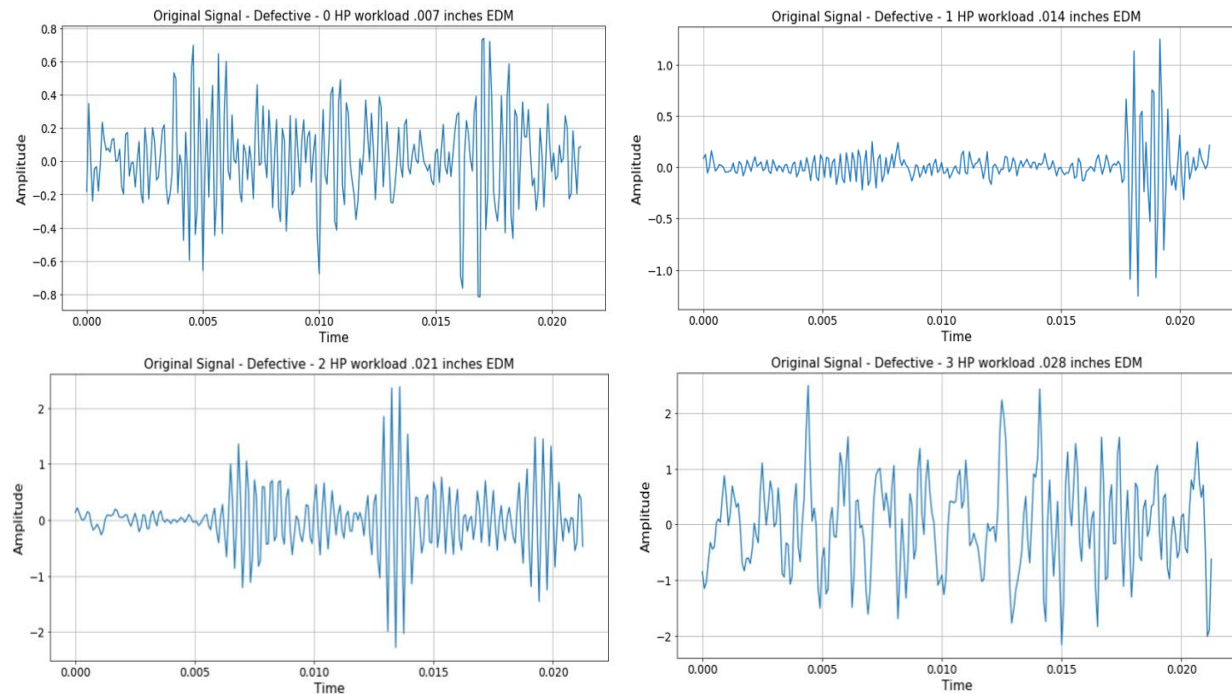 Original Signal - Defective - 0 HP workload .007 inches EDM
0.8
0.6
0.4
0.2
0.0
−0.2
−0.4
−0.6
−0.8
Amplitude
0.000 0.005 0.010 0.015 0.020
Time
Original Signal - Defective - 1 HP workload .014 inches EDM
1.0
0.5
0.0
−0.5
−1.0
Amplitude
0.000 0.005 0.010 0.015 0.020
Time
Original Signal - Defective - 2 HP workload .021 inches EDM
2
1
0
−1
−2
Amplitude
0.000 0.005 0.010 0.015 0.020
Time
Original Signal - Defective - 3 HP workload .028 inches EDM
2
1
0
−1
−2
Amplitude
0.000 0.005 0.010 0.015 0.020
Time